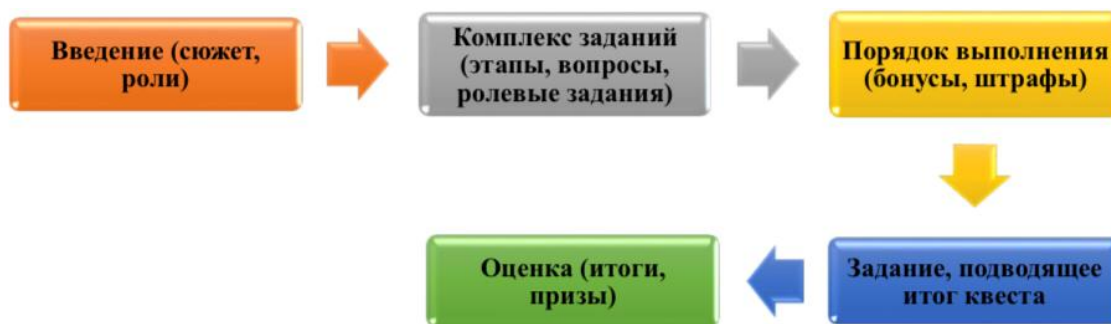 Введение (сюжет,
роли)
Комплекс заданий
(этапы, вопросы,
ролевые задания)
Порядок выполнения
(бонусы, штрафы)
Задание, подводящее
итог квеста
Оценка (итоги,
призы)